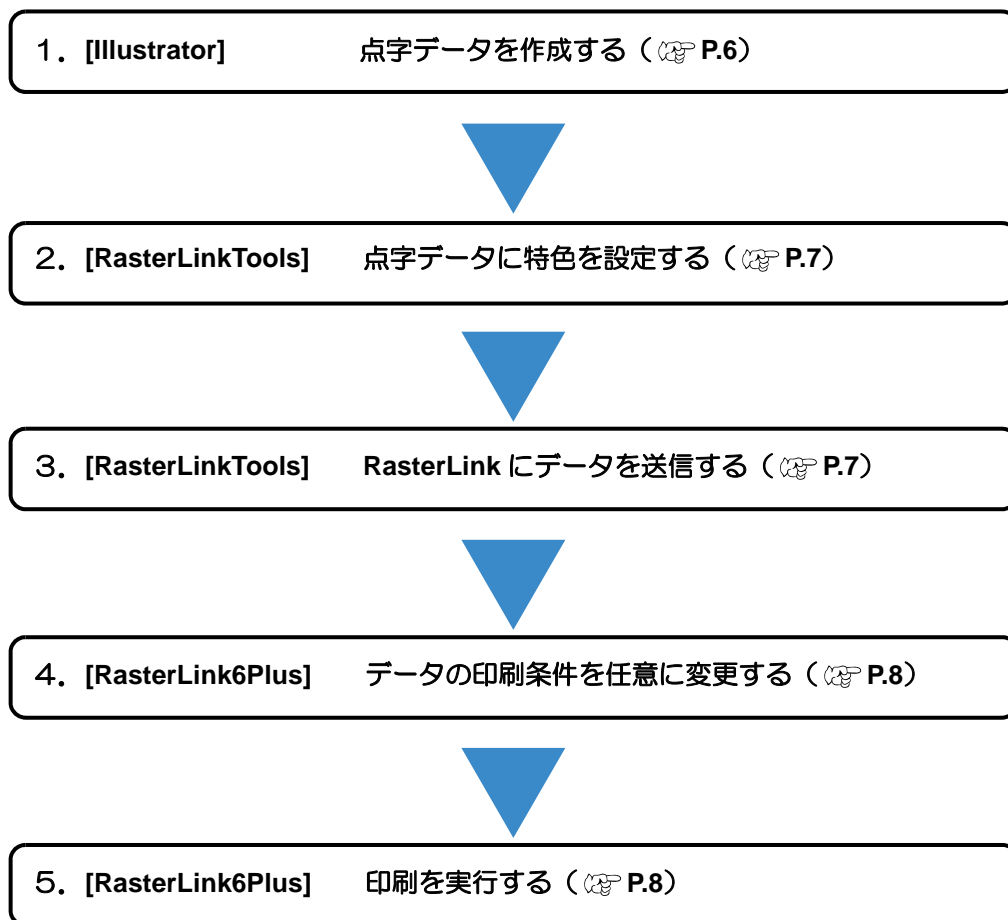 1. [Illustrator] 点字データを作成する（☞ P.6）
2. [RasterLinkTools] 点字データに特色を設定する（☞ P.7）
3. [RasterLinkTools] RasterLink にデータを送信する（☞ P.7）
4. [RasterLink6Plus] データの印刷条件を任意に変更する（☞ P.8）
5. [RasterLink6Plus] 印刷を実行する（☞ P.8）